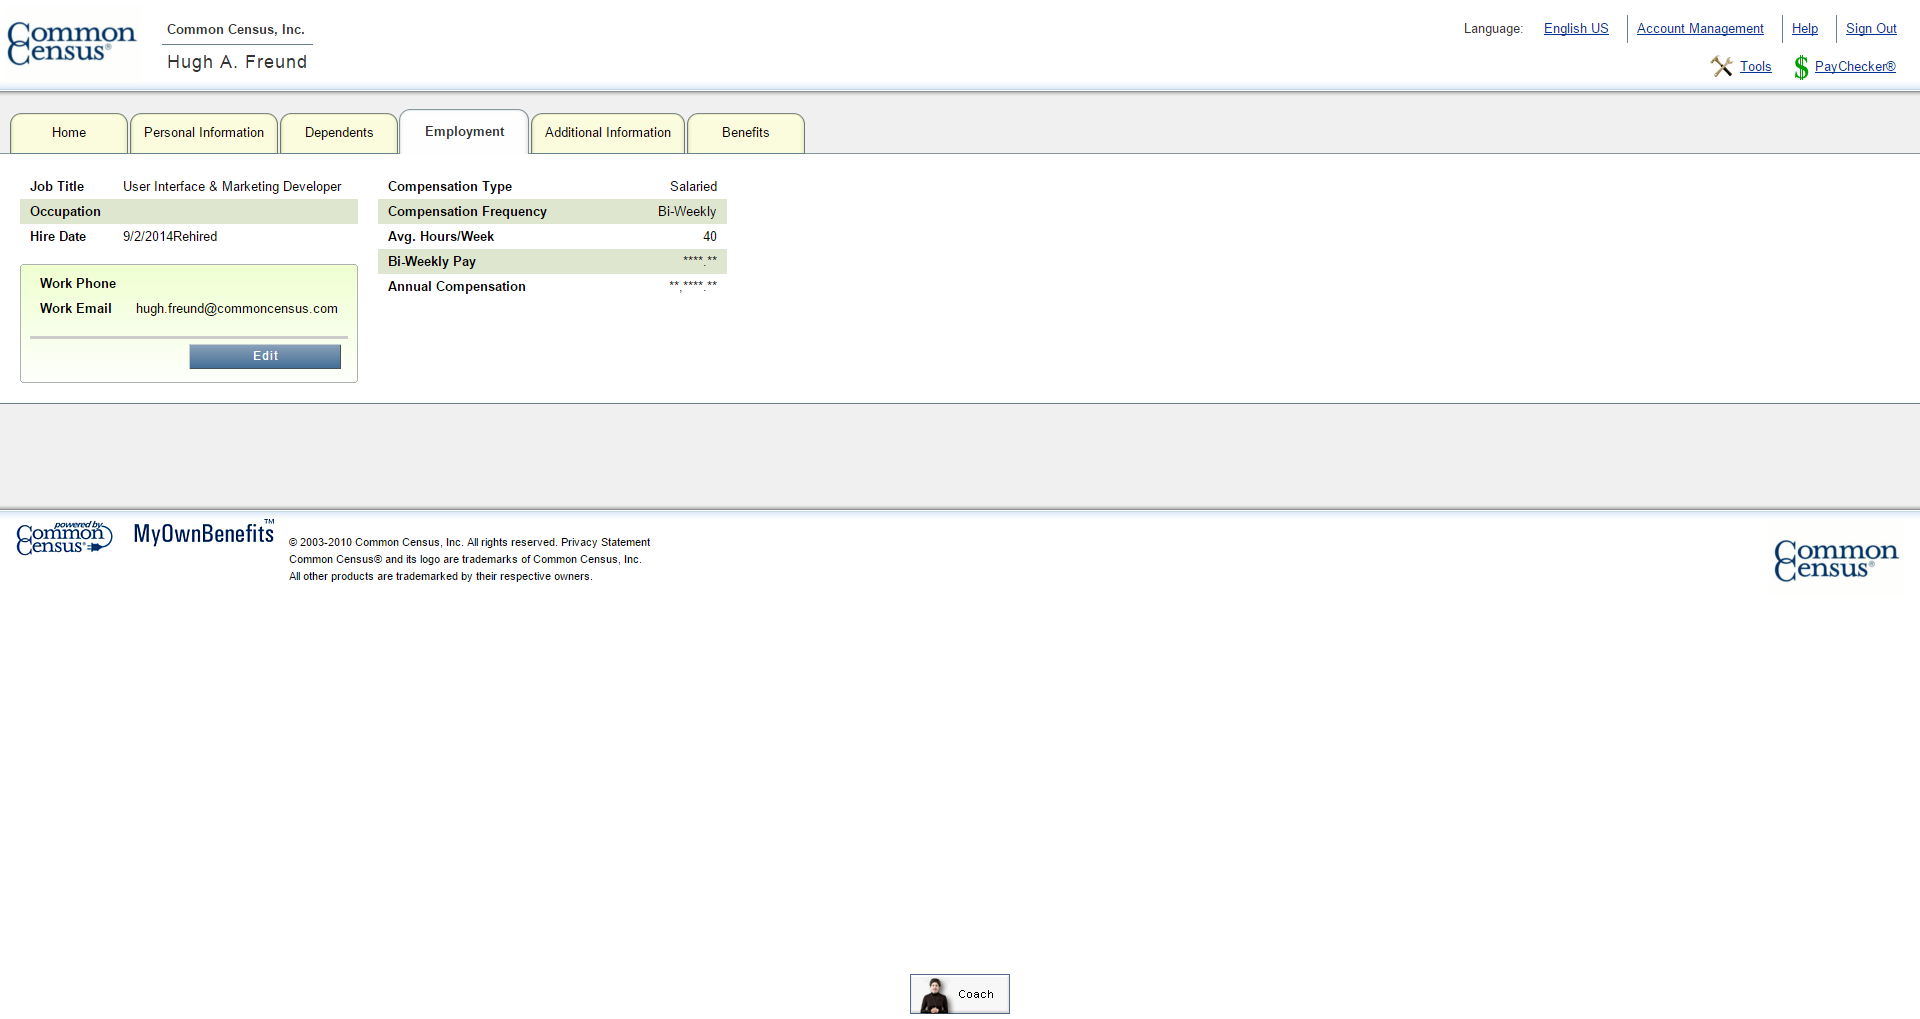 Common Census®
Common Census, Inc.
Hugh A. Freund
Language: English US Account Management Help Sign Out
Tools PayChecker®
Home Personal Information Dependents Employment Additional Information Benefits
Job Title User Interface & Marketing Developer
Occupation
Hire Date 9/2/2014Rehired
Work Phone
Work Email hugh.freund@commoncensus.com
Edit
Compensation Type Salaried
Compensation Frequency Bi-Weekly
Avg. Hours/Week 40
Bi-Weekly Pay ****.**
Annual Compensation **,****.**
powered by
Common Census®
MyOwnBenefits™
© 2003-2010 Common Census, Inc. All rights reserved. Privacy Statement
Common Census® and its logo are trademarks of Common Census, Inc.
All other products are trademarked by their respective owners.
Common Census®
Coach